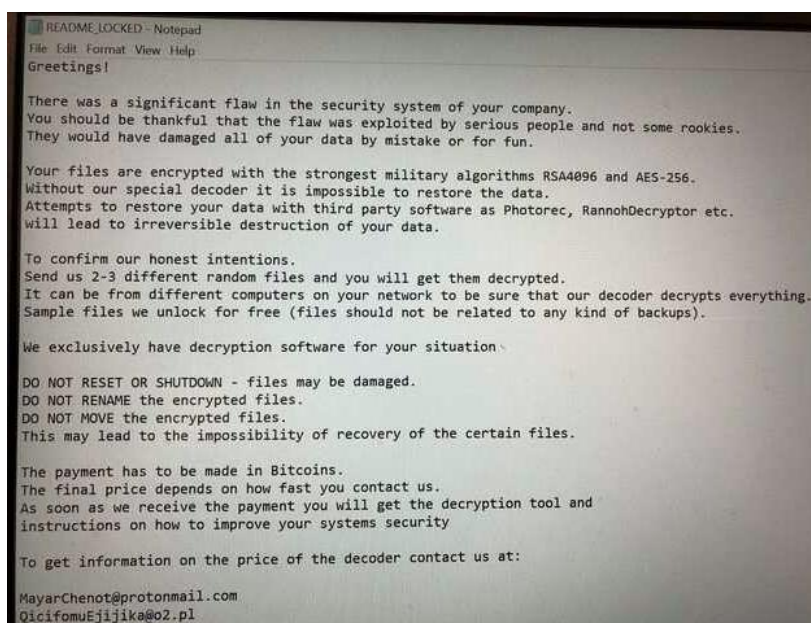 README_LOCKED - Notepad
File Edit Format View Help
Greetings!
There was a significant flaw in the security system of your company.
You should be thankful that the flaw was exploited by serious people and not some rookies.
They would have damaged all of your data by mistake or for fun.
Your files are encrypted with the strongest military algorithms RSA4096 and AES-256.
Without our special decoder it is impossible to restore the data.
Attempts to restore your data with third party software as Photorec, RannohDecryptor etc.
will lead to irreversible destruction of your data.
To confirm our honest intentions.
Send us 2-3 different random files and you will get them decrypted.
It can be from different computers on your network to be sure that our decoder decrypts everything.
Sample files we unlock for free (files should not be related to any kind of backups).
We exclusively have decryption software for your situation
DO NOT RESET OR SHUTDOWN - files may be damaged.
DO NOT RENAME the encrypted files.
DO NOT MOVE the encrypted files.
This may lead to the impossibility of recovery of the certain files.
The payment has to be made in Bitcoins.
The final price depends on how fast you contact us.
As soon as we receive the payment you will get the decryption tool and
instructions on how to improve your systems security
To get information on the price of the decoder contact us at:
MayarChenot@protonmail.com
QicifomuEjijika@o2.pl